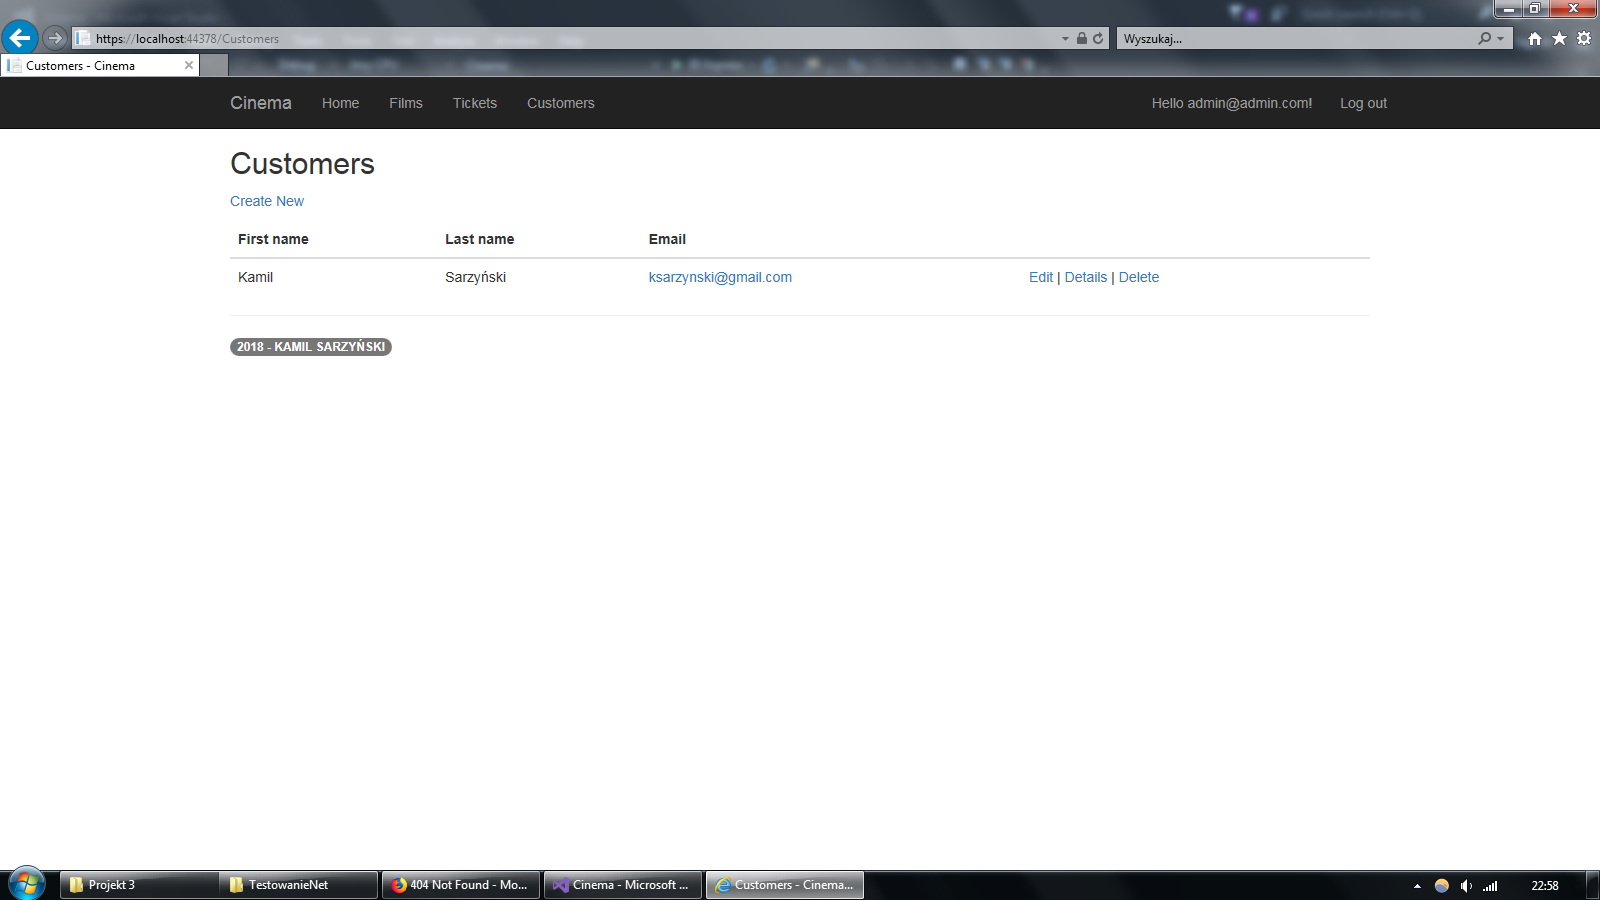 https://localhost:44378/Customers
Wyszukaj...
Customers - Cinema
Cinema Home Films Tickets Customers Hello admin@admin.com! Log out
Customers
Create New
First name Last name Email
Kamil Sarzyński ksarzynski@gmail.com Edit | Details | Delete
2018 - KAMIL SARZYŃSKI
Projekt 3 TestowanieNet 404 Not Found - Mo... Cinema - Microsoft ... Customers - Cinema... 22:58